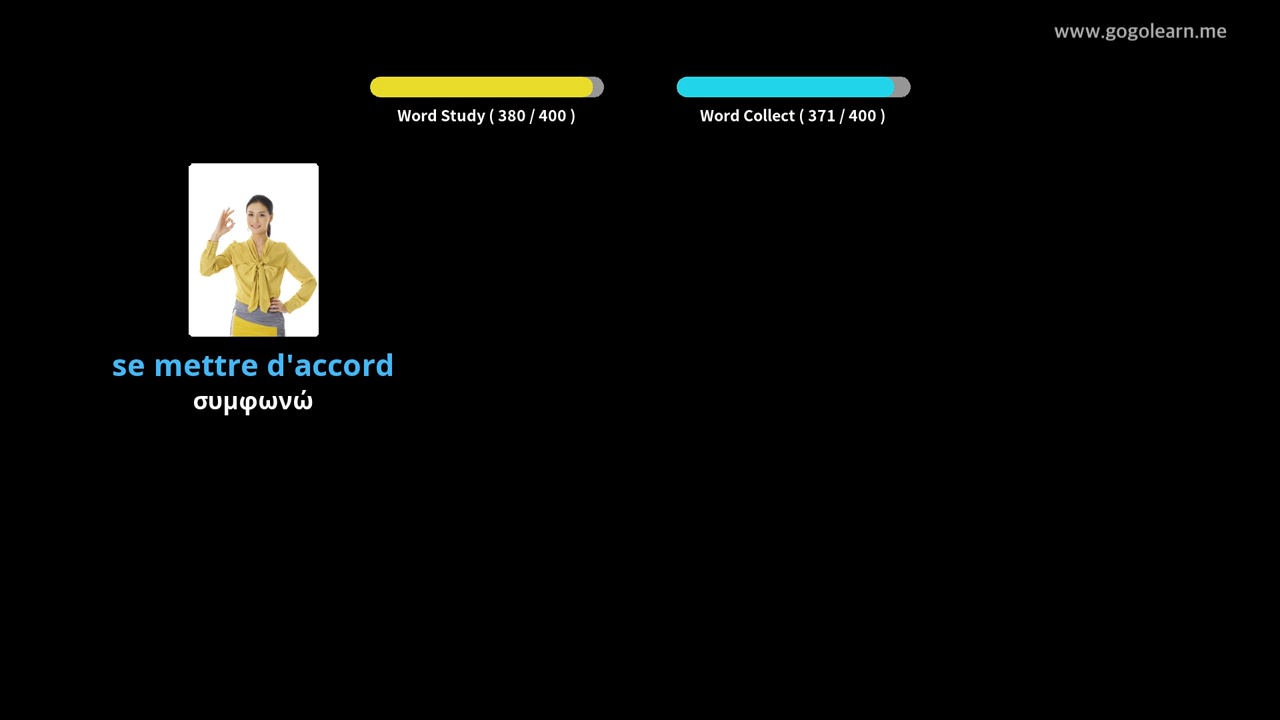 www.gogolearn.me
Word Study ( 380 / 400 )
Word Collect ( 371 / 400 )
se mettre d'accord
συμφωνώ